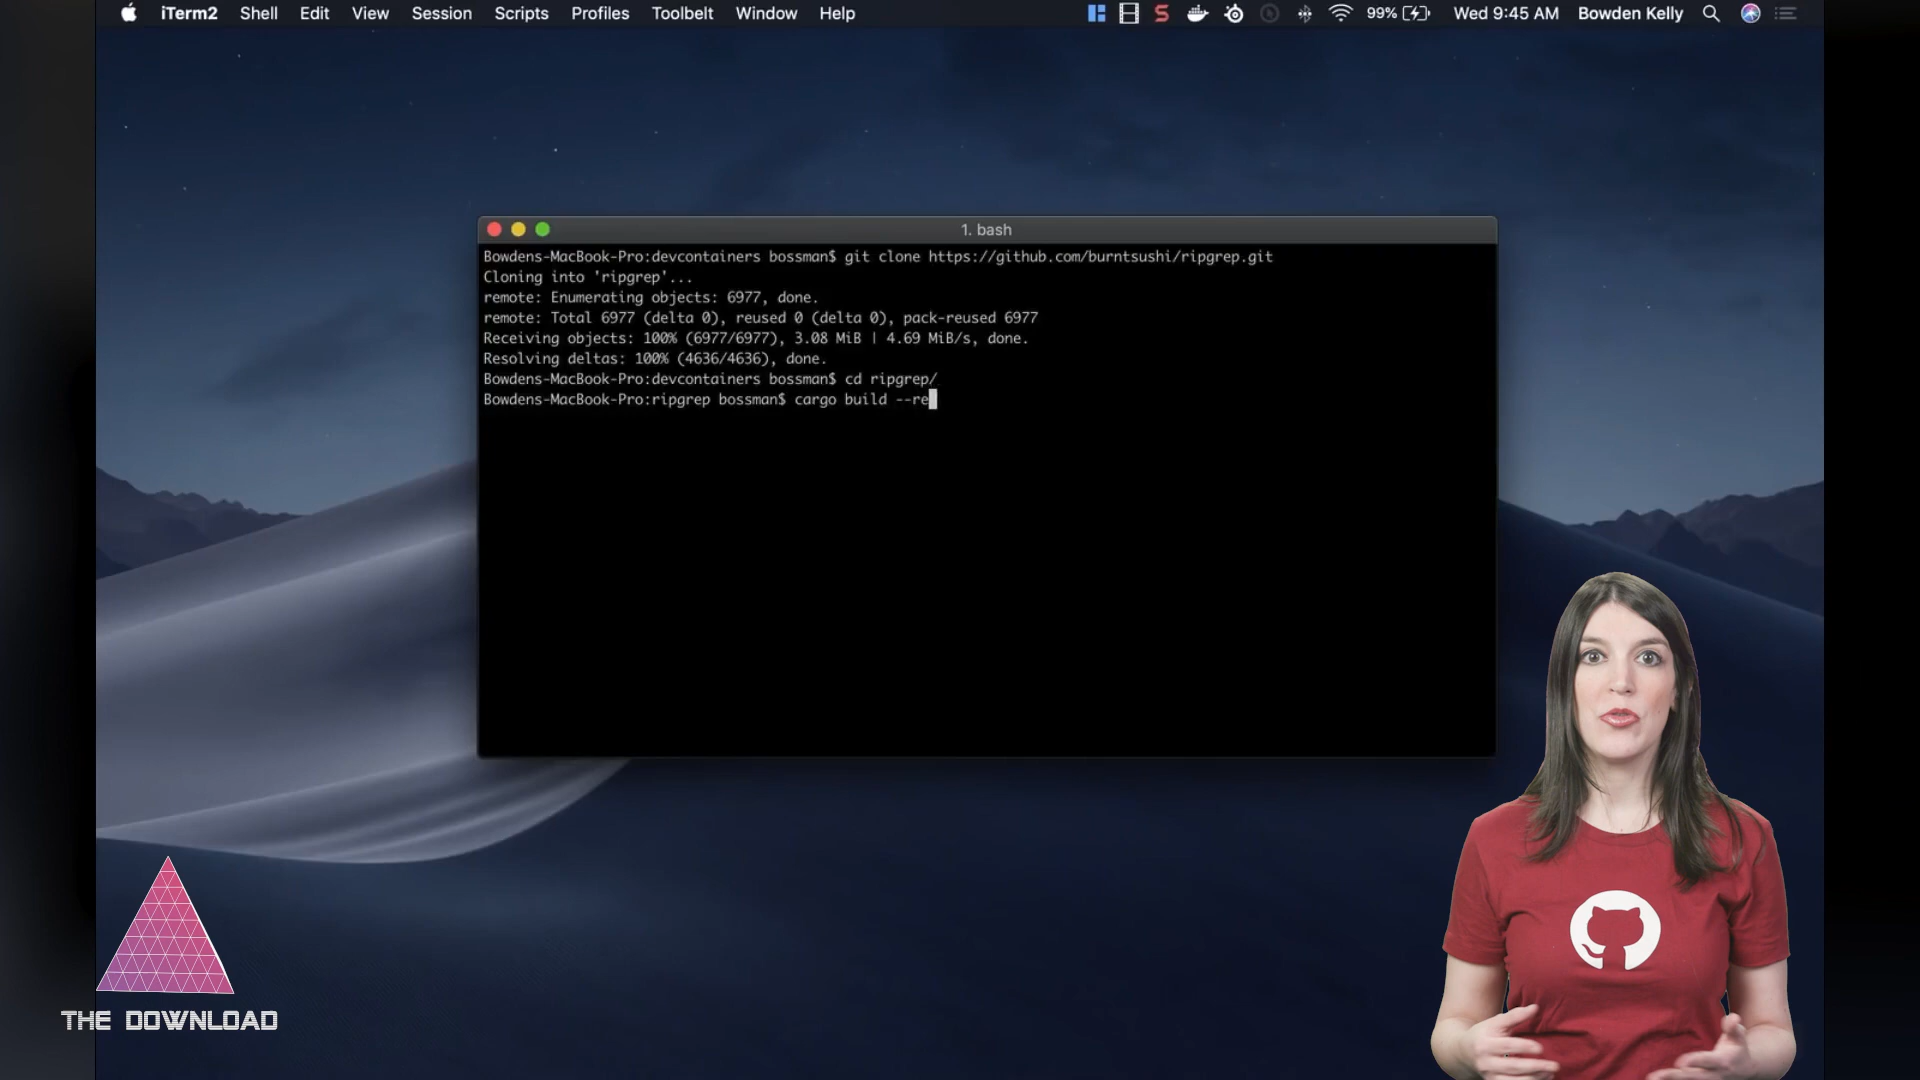 iTerm2 Shell Edit View Session Scripts Profiles Toolbelt Window Help 99% Wed 9:45 AM Bowden Kelly
1. bash
Bowdens-MacBook-Pro:devcontainers bossman$ git clone https://github.com/burntsushi/ripgrep.git
Cloning into 'ripgrep'...
remote: Enumerating objects: 6977, done.
remote: Total 6977 (delta 0), reused 0 (delta 0), pack-reused 6977
Receiving objects: 100% (6977/6977), 3.08 MiB | 4.69 MiB/s, done.
Resolving deltas: 100% (4636/4636), done.
Bowdens-MacBook-Pro:devcontainers bossman$ cd ripgrep/
Bowdens-MacBook-Pro:ripgrep bossman$ cargo build --re
THE DOWNLOAD